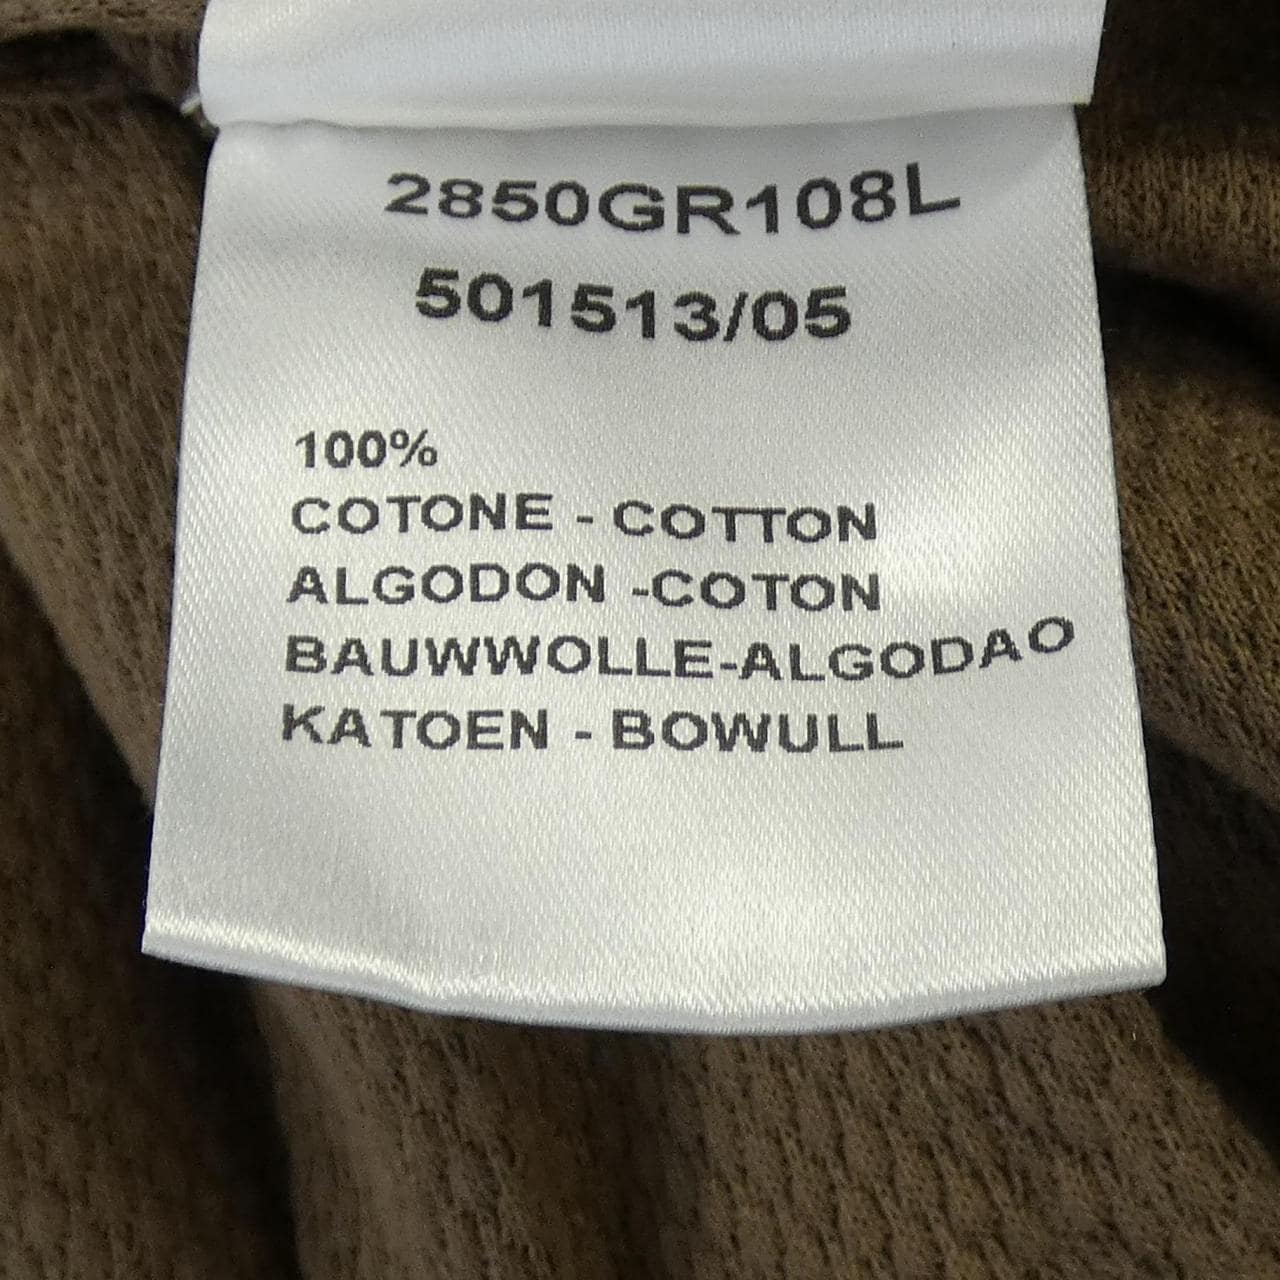 2850GR108L
501513/05
100%
COTONE - COTTON
ALGODON -COTON
BAUWWOLLE-ALGODAO
KATOEN - BOWULL